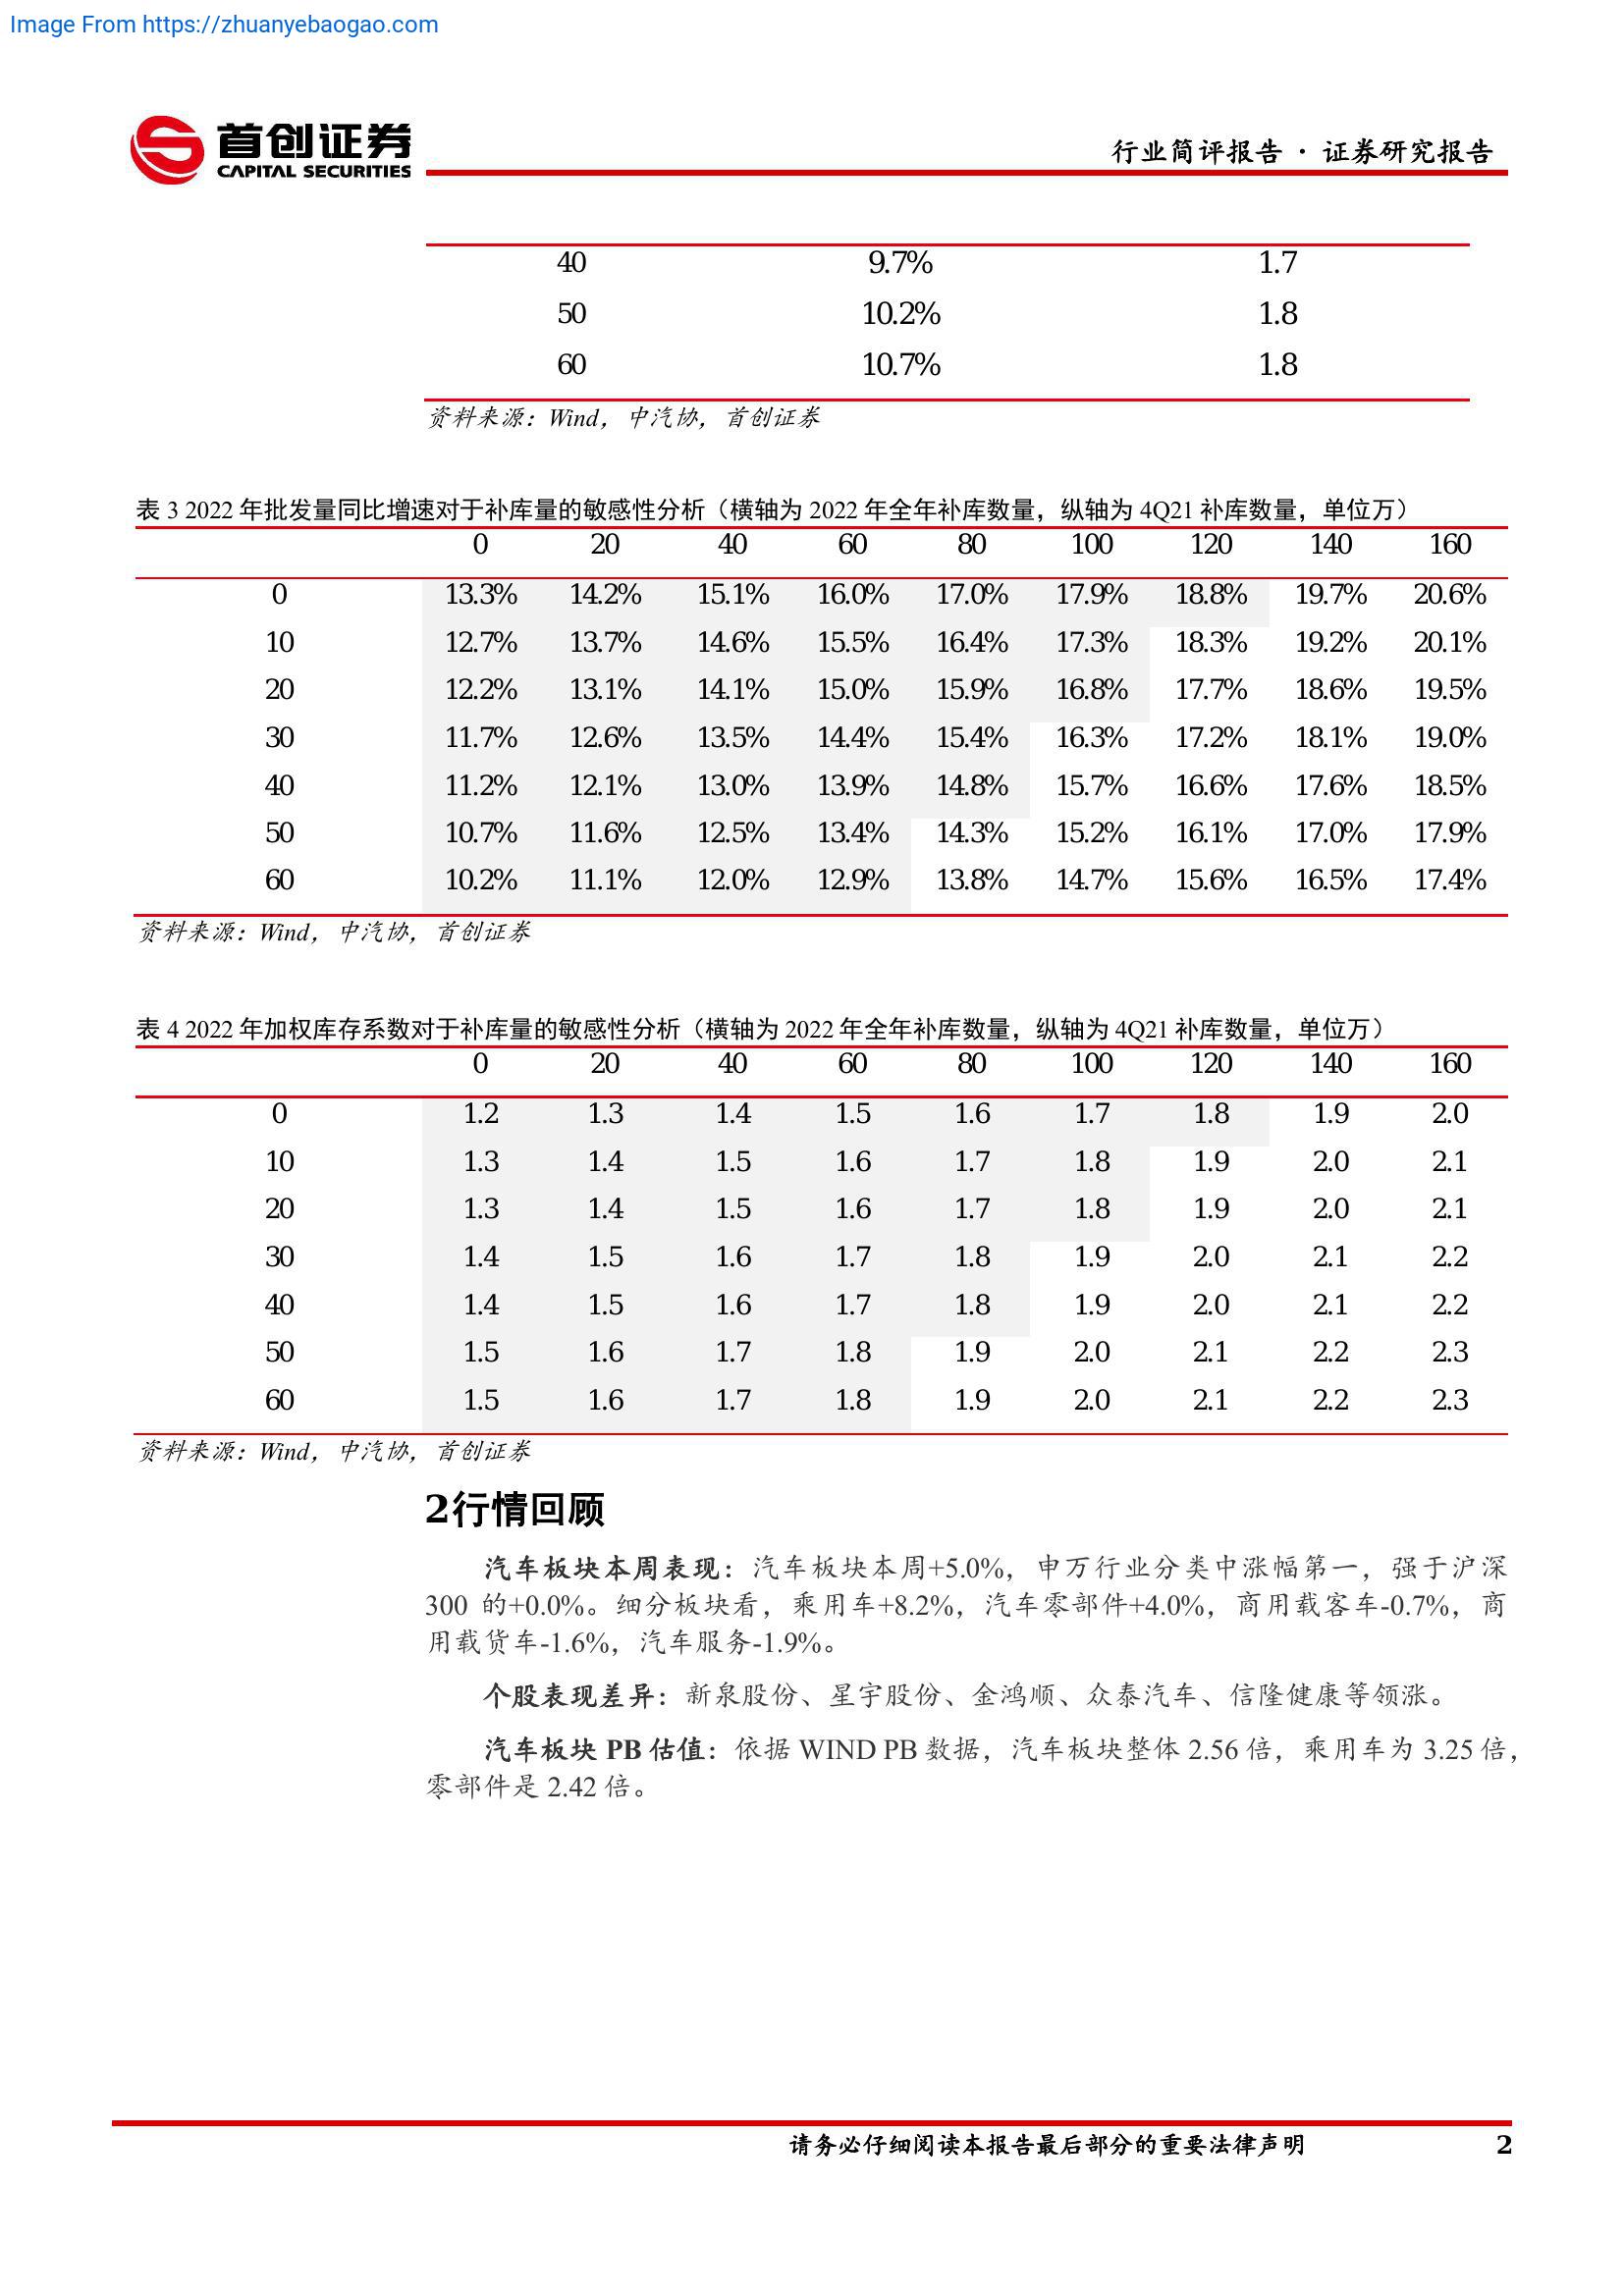 Image From https://zhuanyebaogao.com
首创证券
CAPITAL SECURITIES
行业简评报告 · 证券研究报告
40 9.7% 1.7
50 10.2% 1.8
60 10.7% 1.8
资料来源：Wind，中汽协，首创证券
表 3 2022 年批发量同比增速对于补库量的敏感性分析（横轴为 2022 年全年补库数量，纵轴为 4Q21 补库数量，单位万）
0 20 40 60 80 100 120 140 160
0 13.3% 14.2% 15.1% 16.0% 17.0% 17.9% 18.8% 19.7% 20.6%
10 12.7% 13.7% 14.6% 15.5% 16.4% 17.3% 18.3% 19.2% 20.1%
20 12.2% 13.1% 14.1% 15.0% 15.9% 16.8% 17.7% 18.6% 19.5%
30 11.7% 12.6% 13.5% 14.4% 15.4% 16.3% 17.2% 18.1% 19.0%
40 11.2% 12.1% 13.0% 13.9% 14.8% 15.7% 16.6% 17.6% 18.5%
50 10.7% 11.6% 12.5% 13.4% 14.3% 15.2% 16.1% 17.0% 17.9%
60 10.2% 11.1% 12.0% 12.9% 13.8% 14.7% 15.6% 16.5% 17.4%
资料来源：Wind，中汽协，首创证券
表 4 2022 年加权库存系数对于补库量的敏感性分析（横轴为 2022 年全年补库数量，纵轴为 4Q21 补库数量，单位万）
0 20 40 60 80 100 120 140 160
0 1.2 1.3 1.4 1.5 1.6 1.7 1.8 1.9 2.0
10 1.3 1.4 1.5 1.6 1.7 1.8 1.9 2.0 2.1
20 1.3 1.4 1.5 1.6 1.7 1.8 1.9 2.0 2.1
30 1.4 1.5 1.6 1.7 1.8 1.9 2.0 2.1 2.2
40 1.4 1.5 1.6 1.7 1.8 1.9 2.0 2.1 2.2
50 1.5 1.6 1.7 1.8 1.9 2.0 2.1 2.2 2.3
60 1.5 1.6 1.7 1.8 1.9 2.0 2.1 2.2 2.3
资料来源：Wind，中汽协，首创证券
2行情回顾
汽车板块本周表现：汽车板块本周+5.0%，申万行业分类中涨幅第一，强于沪深
300 的+0.0%。细分板块看，乘用车+8.2%，汽车零部件+4.0%，商用载客车-0.7%，商
用载货车-1.6%，汽车服务-1.9%。
个股表现差异：新泉股份、星宇股份、金鸿顺、众泰汽车、信隆健康等领涨。
汽车板块 PB 估值：依据 WIND PB 数据，汽车板块整体 2.56 倍，乘用车为 3.25 倍，
零部件是 2.42 倍。
请务必仔细阅读本报告最后部分的重要法律声明 2